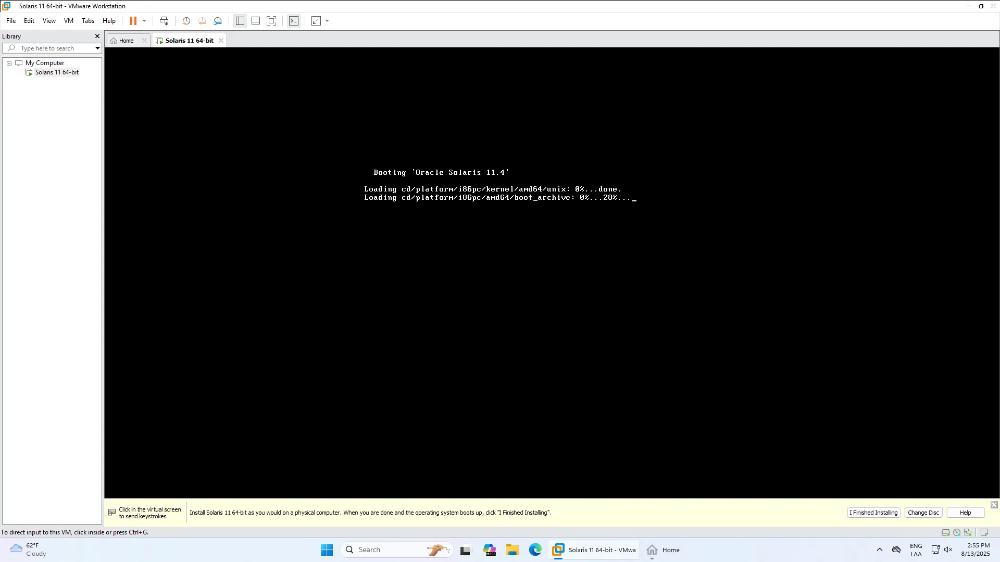 Solaris 11 64-bit - VMware Workstation
File Edit View VM Tabs Help
Library
Home
Solaris 11 64-bit
Type here to search
My Computer
Solaris 11 64-bit
Booting 'Oracle Solaris 11.4'
Loading cd/platform/i86pc/kernel/amd64/unix: 0%...done.
Loading cd/platform/i86pc/amd64/boot_archive: 0%...28%..._
Click in the virtual screen
to send keystrokes
Install Solaris 11 64-bit as you would on a physical computer. When you are done and the operating system boots up, click "I Finished Installing".
I Finished Installing
Change Disc
Help
To direct input to this VM, click inside or press Ctrl+G.
62°F
Cloudy
Search
M365
Solaris 11 64-bit - VMwa
Home
ENG
LAA
2:55 PM
8/13/2025